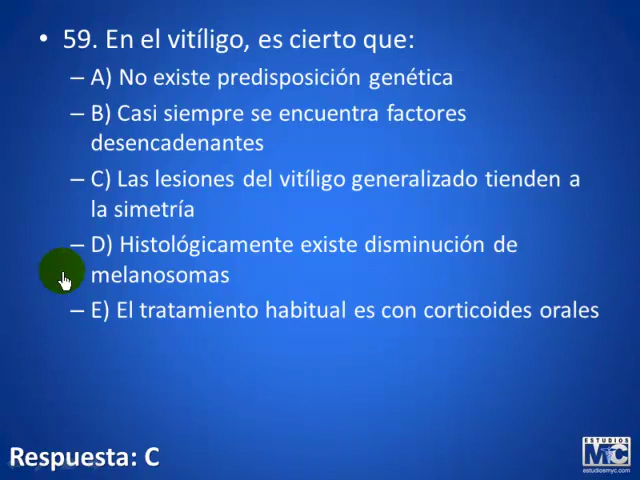 • 59. En el vitíligo, es cierto que:
– A) No existe predisposición genética
– B) Casi siempre se encuentra factores
desencadenantes
– C) Las lesiones del vitíligo generalizado tienden a
la simetría
– D) Histológicamente existe disminución de
melanosomas
– E) El tratamiento habitual es con corticoides orales
Respuesta: C
ESTUDIOS
MYC
estudiosmyc.com